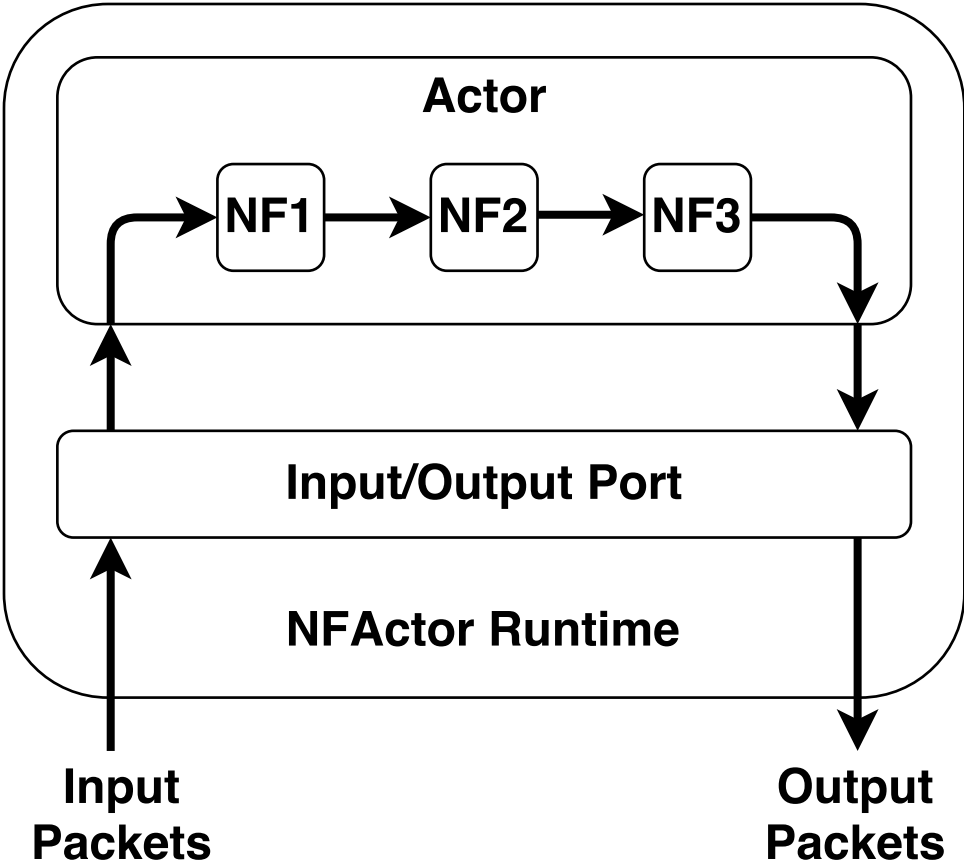 Actor
NF1
NF2
NF3
Input/Output Port
NFActor Runtime
Input
Packets
Output
Packets